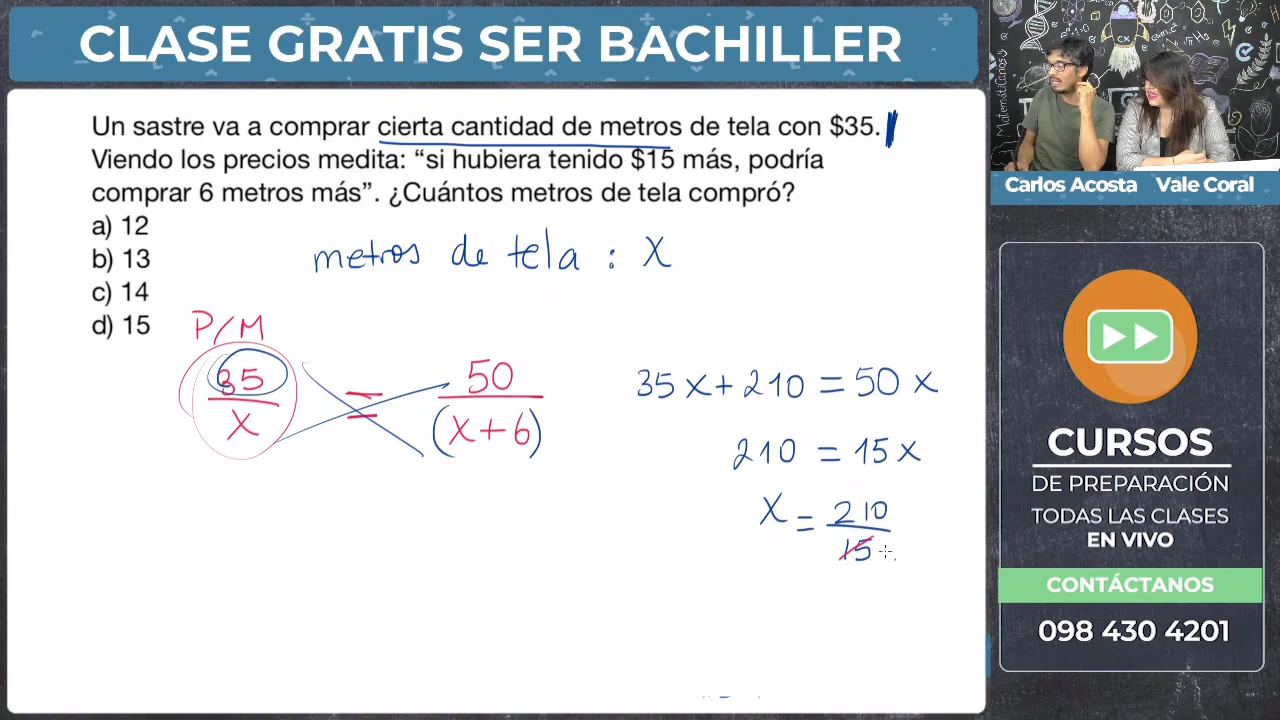 CLASE GRATIS SER BACHILLER
Un sastre va a comprar cierta cantidad de metros de tela con $35.
Viendo los precios medita: “si hubiera tenido $15 más, podría
comprar 6 metros más”. ¿Cuántos metros de tela compró?
a) 12
b) 13
c) 14
d) 15
metros de tela : X
P/M
35
X
=
50
(X+6)
35x+210=50x
210 = 15x
X = 210
15
Carlos Acosta Vale Coral
CURSOS
DE PREPARACIÓN
TODAS LAS CLASES
EN VIVO
CONTÁCTANOS
098 430 4201